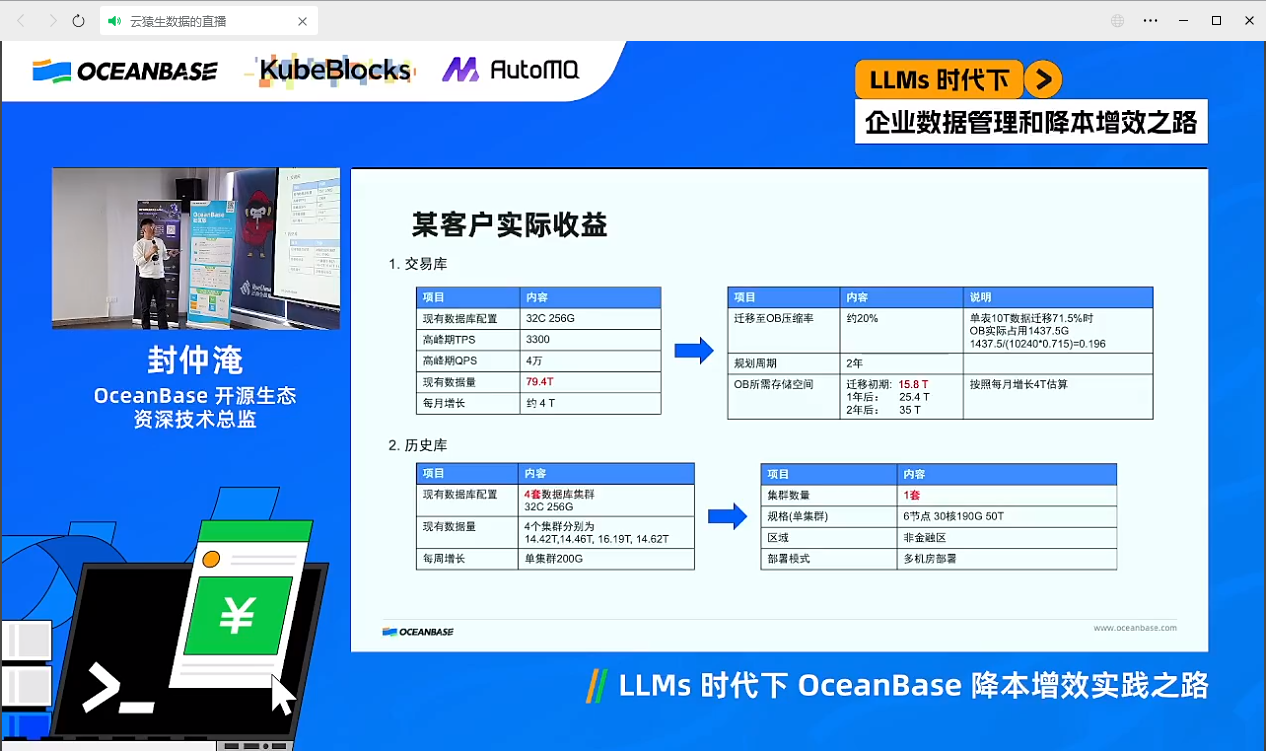 云猿生数据的直播
OCEANBASE
KubeBlocks
AutoMQ
LLMs 时代下
企业数据管理和降本增效之路
封仲淹
OceanBase 开源生态
资深技术总监
某客户实际收益
1. 交易库
项目 内容
现有数据库配置 32C 256G
高峰期TPS 3300
高峰期QPS 4万
现有数据量 79.4T
每月增长 约 4 T
项目 内容 说明
迁移至OB压缩率 约20% 单表10T数据迁移71.5%时
OB实际占用1437.5G
1437.5/(10240*0.715)=0.196
规划周期 2年
OB所需存储空间 迁移初期: 15.8 T 按照每月增长4T估算
1年后: 25.4 T
2年后: 35 T
2. 历史库
项目 内容
现有数据库配置 4套数据库集群
32C 256G
现有数据量 4个集群分别为
14.42T,14.46T, 16.19T, 14.62T
每周增长 单集群200G
项目 内容
集群数量 1套
规格(单集群) 6节点 30核190G 50T
区域 非金融区
部署模式 多机房部署
OCEANBASE
www.oceanbase.com
¥
>_
LLMs 时代下 OceanBase 降本增效实践之路